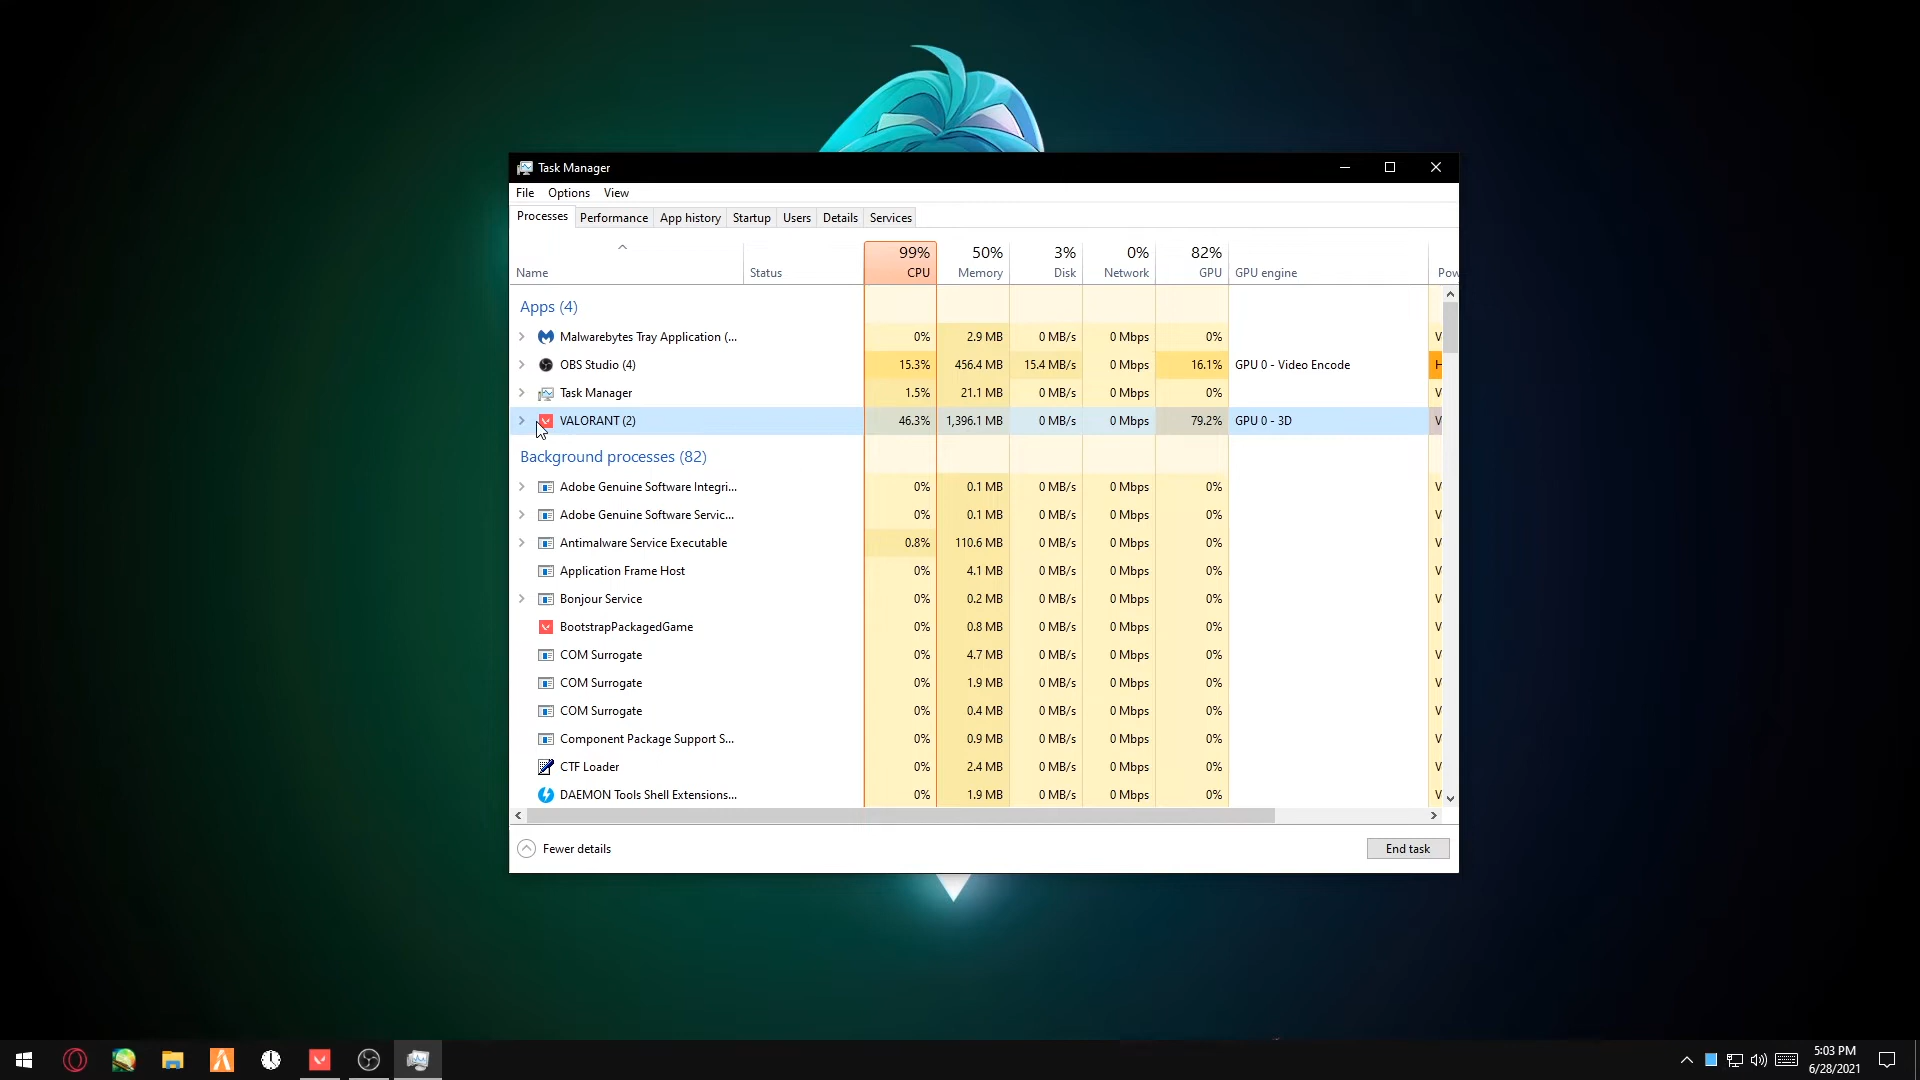 Task Manager
File Options View
Processes Performance App history Startup Users Details Services
99% 50% 3% 0% 82%
Name Status CPU Memory Disk Network GPU GPU engine Pow
Apps (4)
Malwarebytes Tray Application (... 0% 2.9 MB 0 MB/s 0 Mbps 0% V
OBS Studio (4) 15.3% 456.4 MB 15.4 MB/s 0 Mbps 16.1% GPU 0 - Video Encode H
Task Manager 1.5% 21.1 MB 0 MB/s 0 Mbps 0% V
VALORANT (2) 46.3% 1,396.1 MB 0 MB/s 0 Mbps 79.2% GPU 0 - 3D V
Background processes (82)
Adobe Genuine Software Integri... 0% 0.1 MB 0 MB/s 0 Mbps 0% V
Adobe Genuine Software Servic... 0% 0.1 MB 0 MB/s 0 Mbps 0% V
Antimalware Service Executable 0.8% 110.6 MB 0 MB/s 0 Mbps 0% V
Application Frame Host 0% 4.1 MB 0 MB/s 0 Mbps 0% V
Bonjour Service 0% 0.2 MB 0 MB/s 0 Mbps 0% V
BootstrapPackagedGame 0% 0.8 MB 0 MB/s 0 Mbps 0% V
COM Surrogate 0% 4.7 MB 0 MB/s 0 Mbps 0% V
COM Surrogate 0% 1.9 MB 0 MB/s 0 Mbps 0% V
COM Surrogate 0% 0.4 MB 0 MB/s 0 Mbps 0% V
Component Package Support S... 0% 0.9 MB 0 MB/s 0 Mbps 0% V
CTF Loader 0% 2.4 MB 0 MB/s 0 Mbps 0% V
DAEMON Tools Shell Extensions... 0% 1.9 MB 0 MB/s 0 Mbps 0% V
Fewer details End task
5:03 PM
6/28/2021